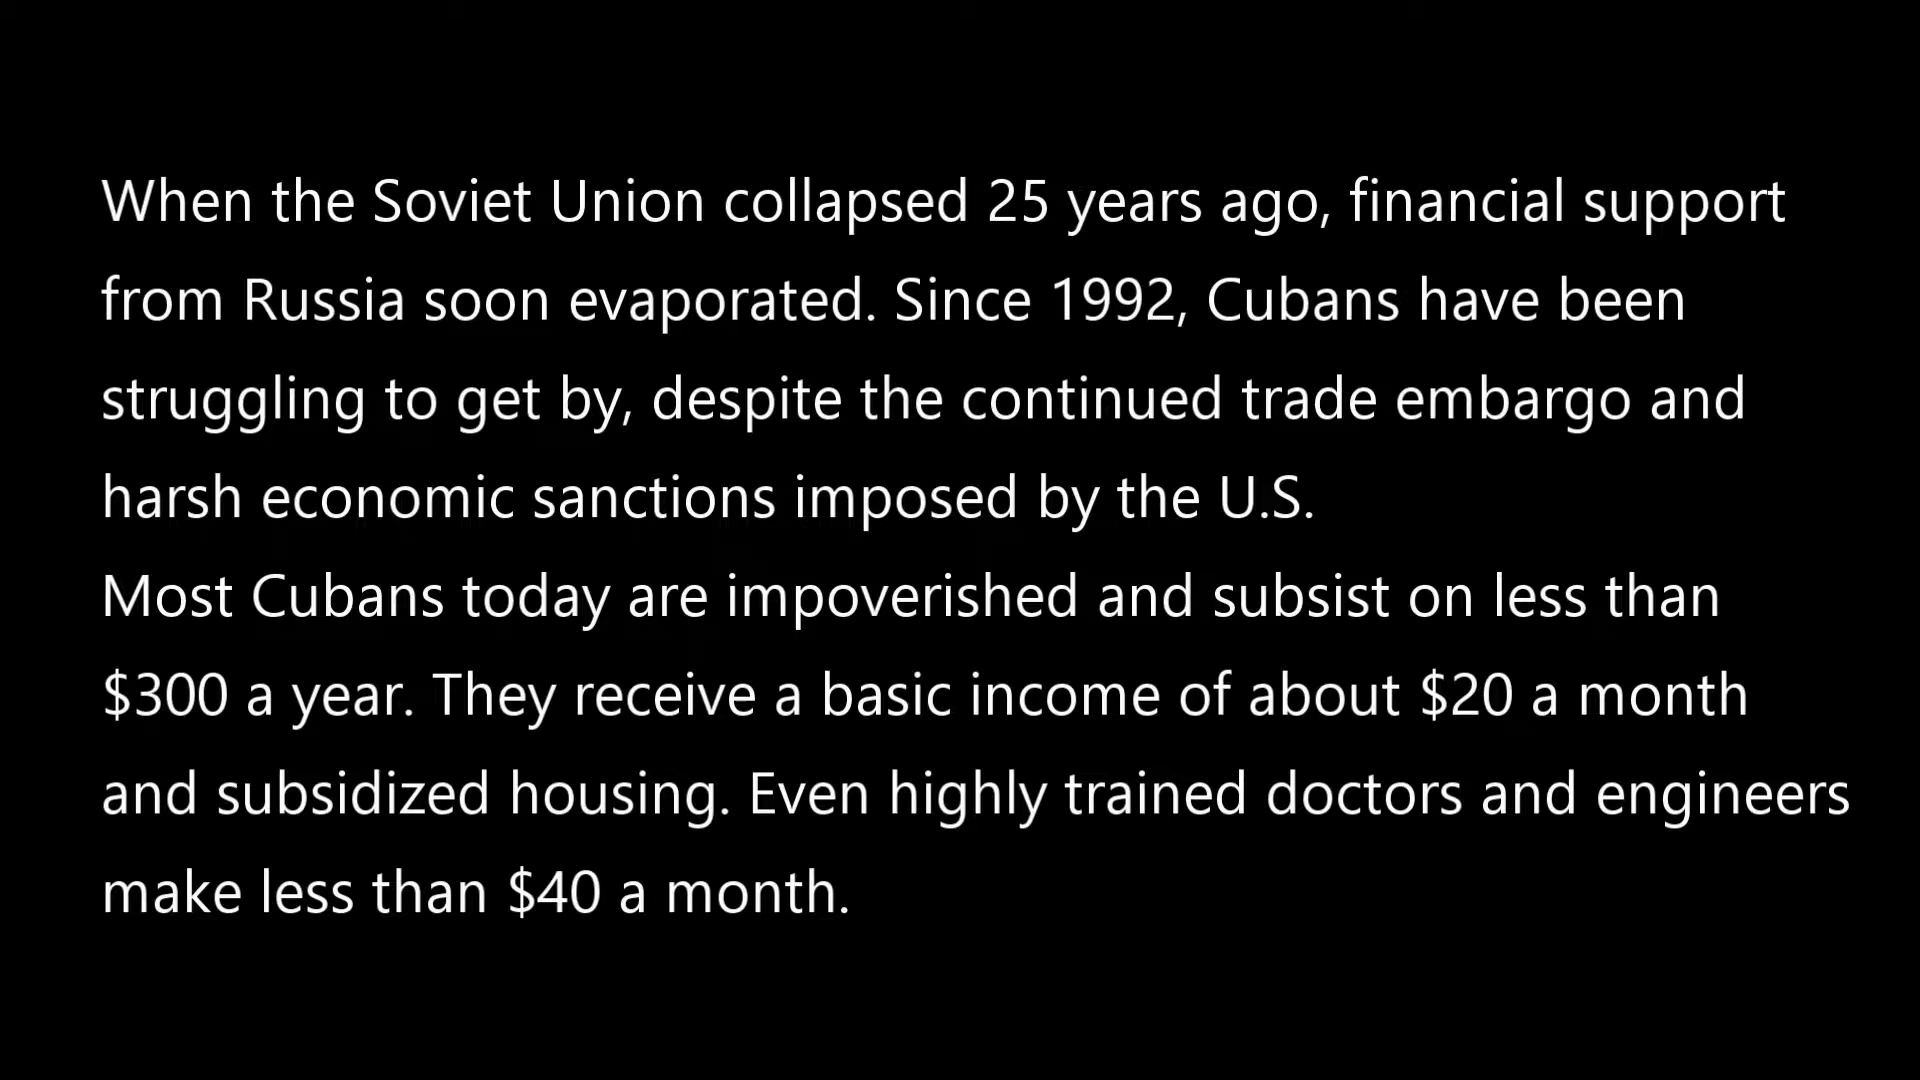 When the Soviet Union collapsed 25 years ago, financial support
from Russia soon evaporated. Since 1992, Cubans have been
struggling to get by, despite the continued trade embargo and
harsh economic sanctions imposed by the U.S.
Most Cubans today are impoverished and subsist on less than
$300 a year. They receive a basic income of about $20 a month
and subsidized housing. Even highly trained doctors and engineers
make less than $40 a month.